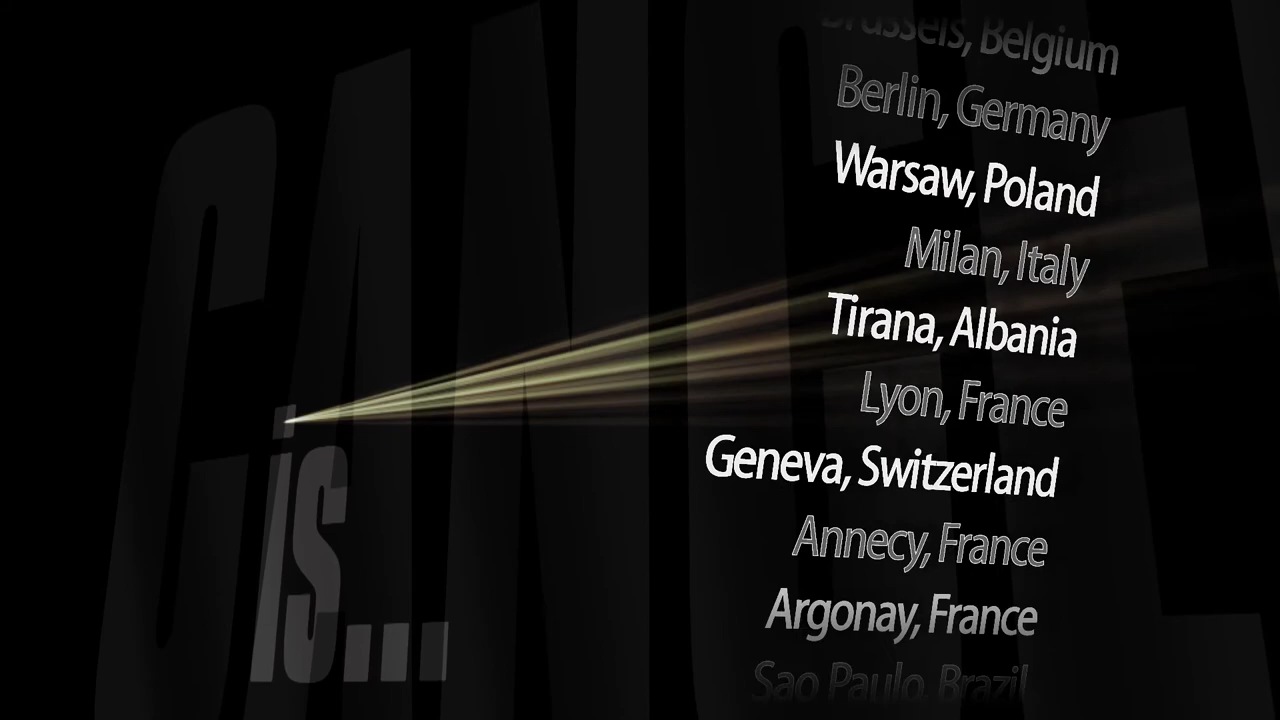 CANCE
is...
Brussels, Belgium
Berlin, Germany
Warsaw, Poland
Milan, Italy
Tirana, Albania
Lyon, France
Geneva, Switzerland
Annecy, France
Argonay, France
Sao Paulo, Brazil